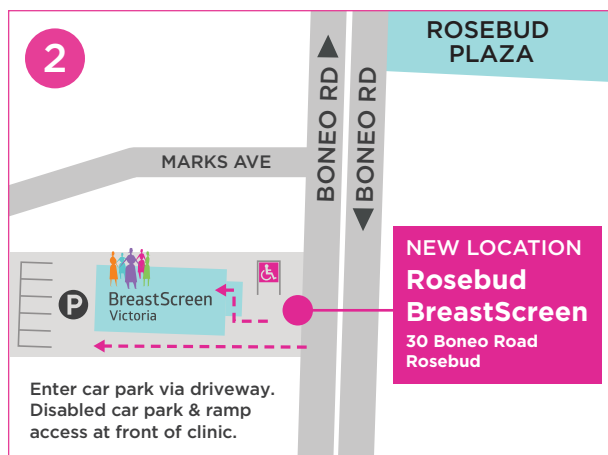 2
ROSEBUD
PLAZA
BONEO RD
BONEO RD
MARKS AVE
NEW LOCATION
Rosebud
BreastScreen
30 Boneo Road
Rosebud
P
BreastScreen
Victoria
Enter car park via driveway.
Disabled car park & ramp
access at front of clinic.